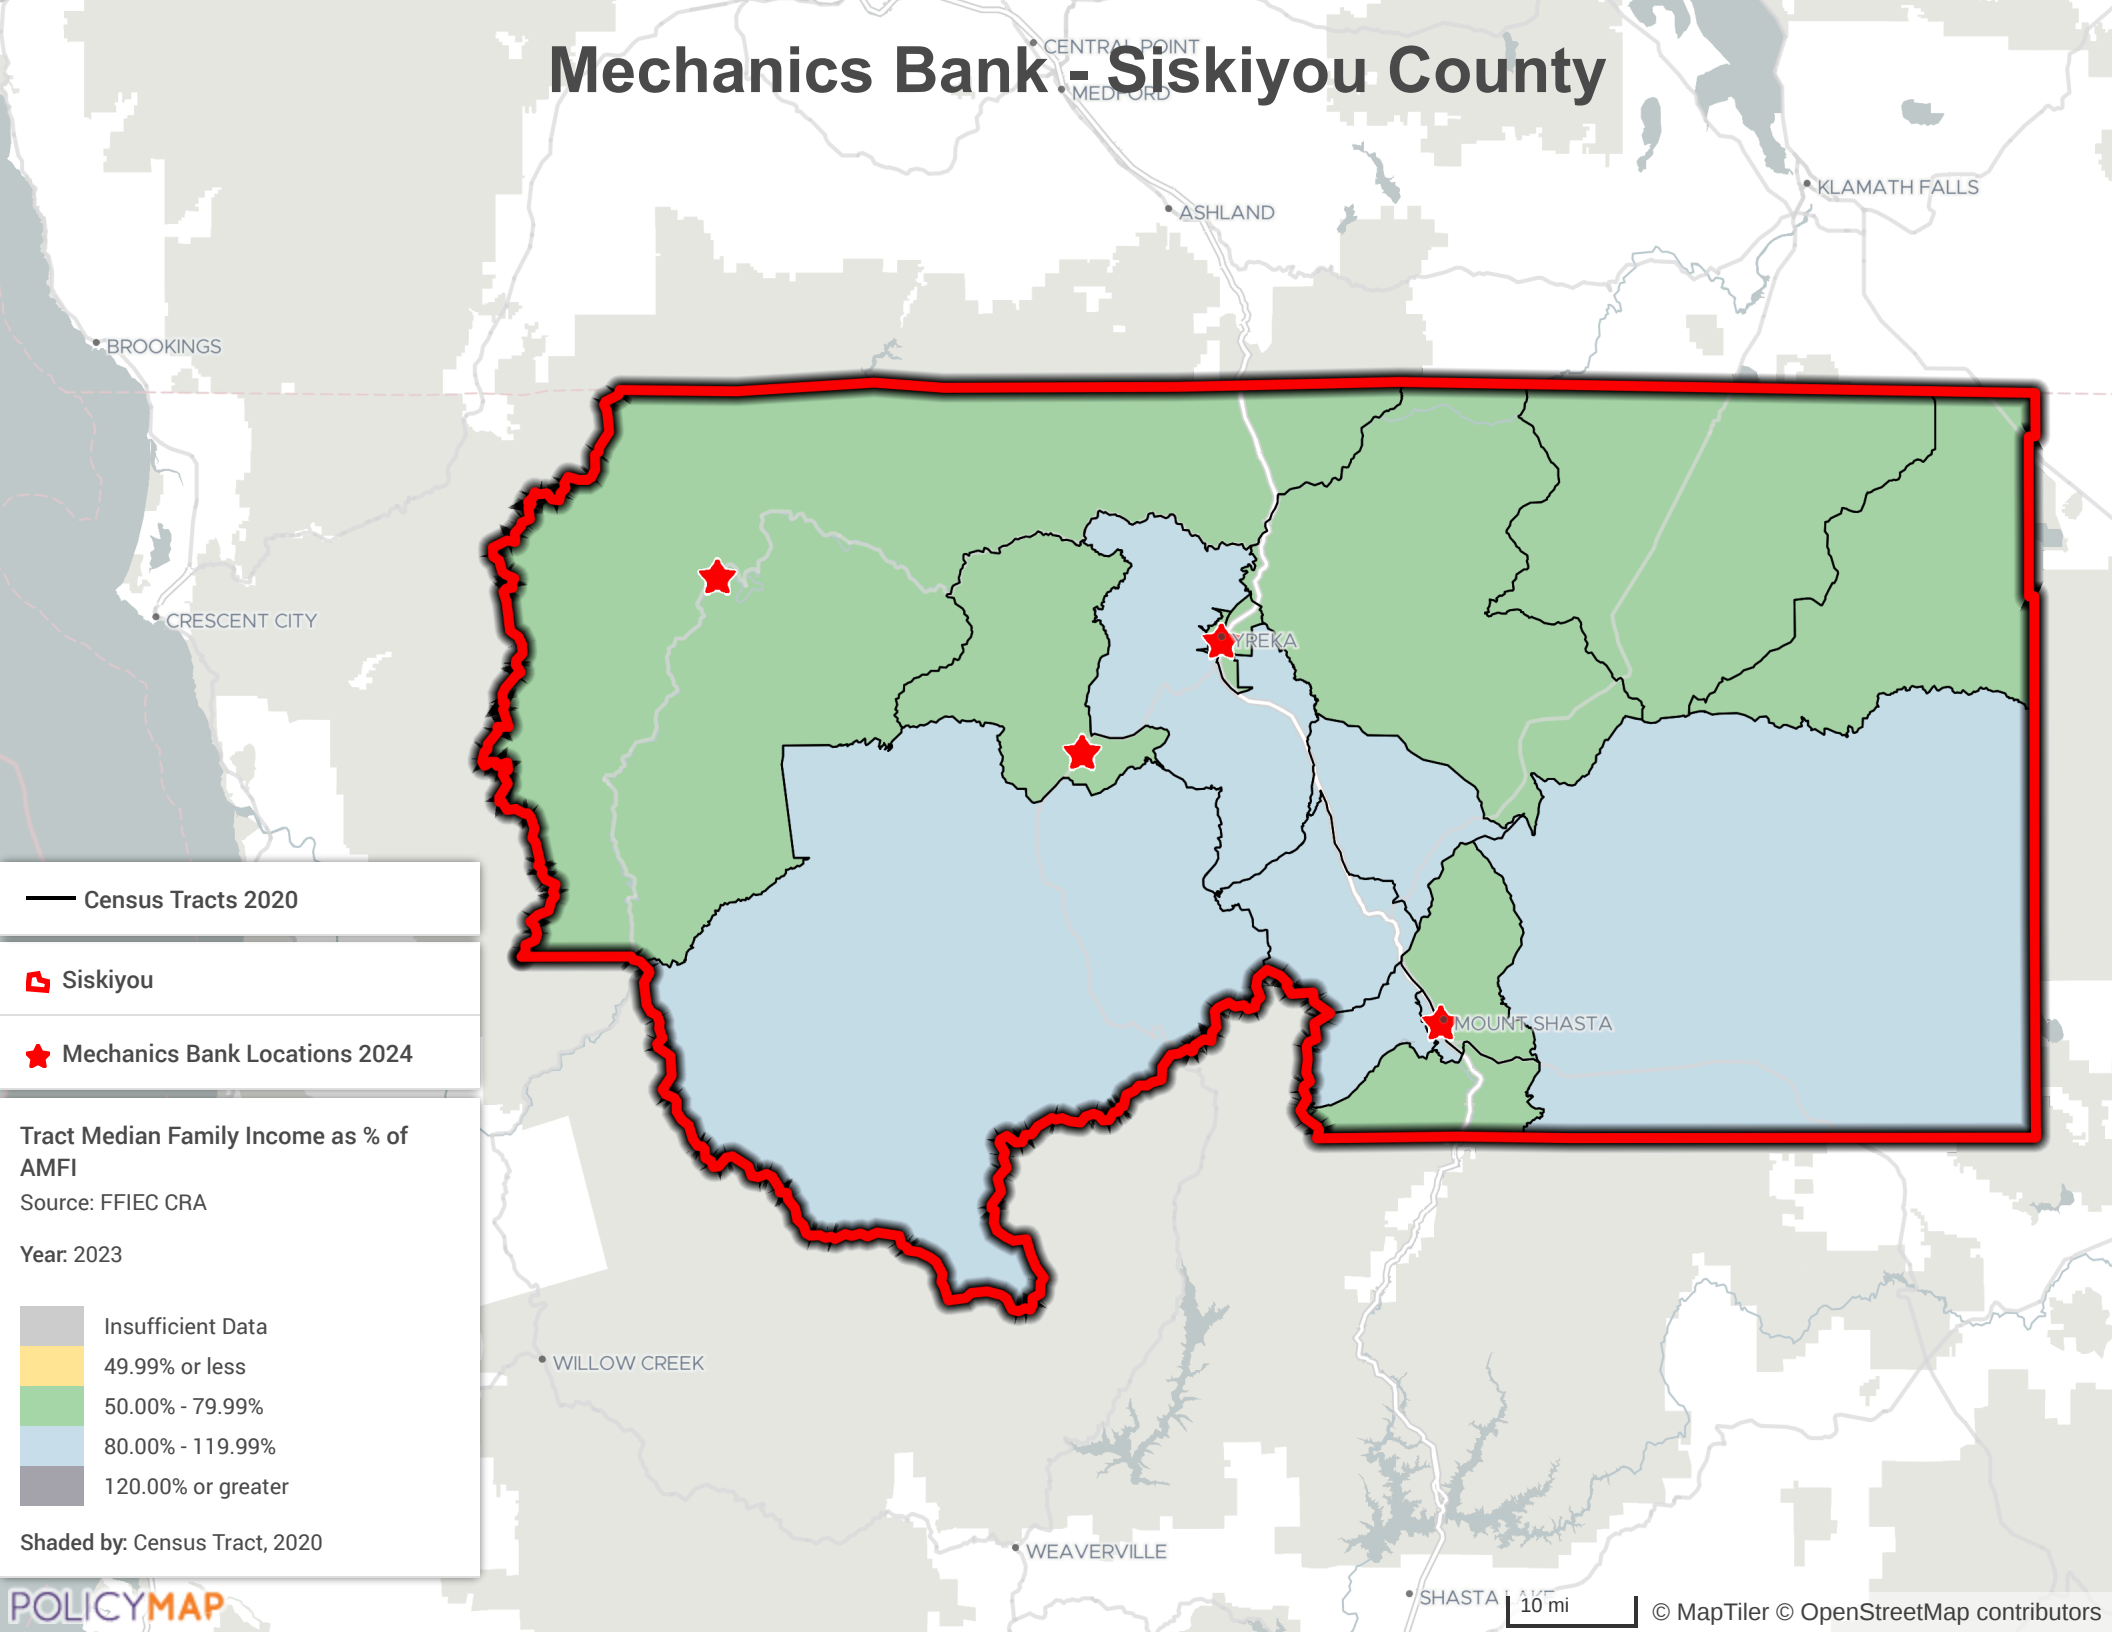 Mechanics Bank - Siskiyou County
CENTRAL POINT
MEDFORD
KLAMATH FALLS
ASHLAND
BROOKINGS
CRESCENT CITY
YREKA
MOUNT SHASTA
Census Tracts 2020
Siskiyou
Mechanics Bank Locations 2024
Tract Median Family Income as % of
AMFI
Source: FFIEC CRA
Year: 2023
Insufficient Data
49.99% or less
50.00% - 79.99%
80.00% - 119.99%
120.00% or greater
Shaded by: Census Tract, 2020
WILLOW CREEK
WEAVERVILLE
SHASTA LAKE
10 mi
POLICYMAP
© MapTiler © OpenStreetMap contributors